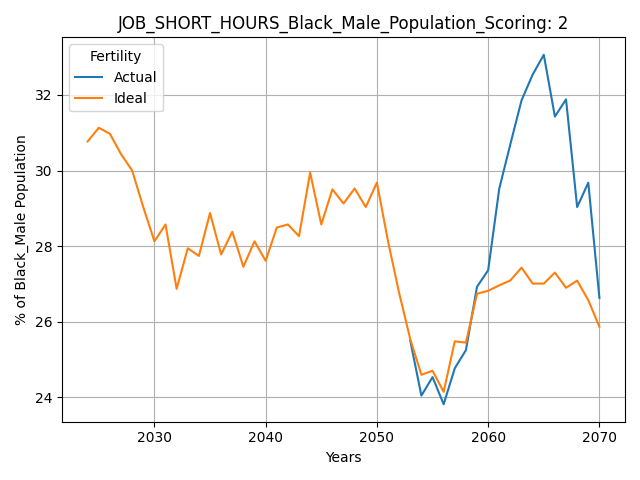 JOB_SHORT_HOURS_Black_Male_Population_Scoring: 2
Fertility
Actual
Ideal
% of Black_Male Population
32
30
28
26
24
2030 2040 2050 2060 2070
Years